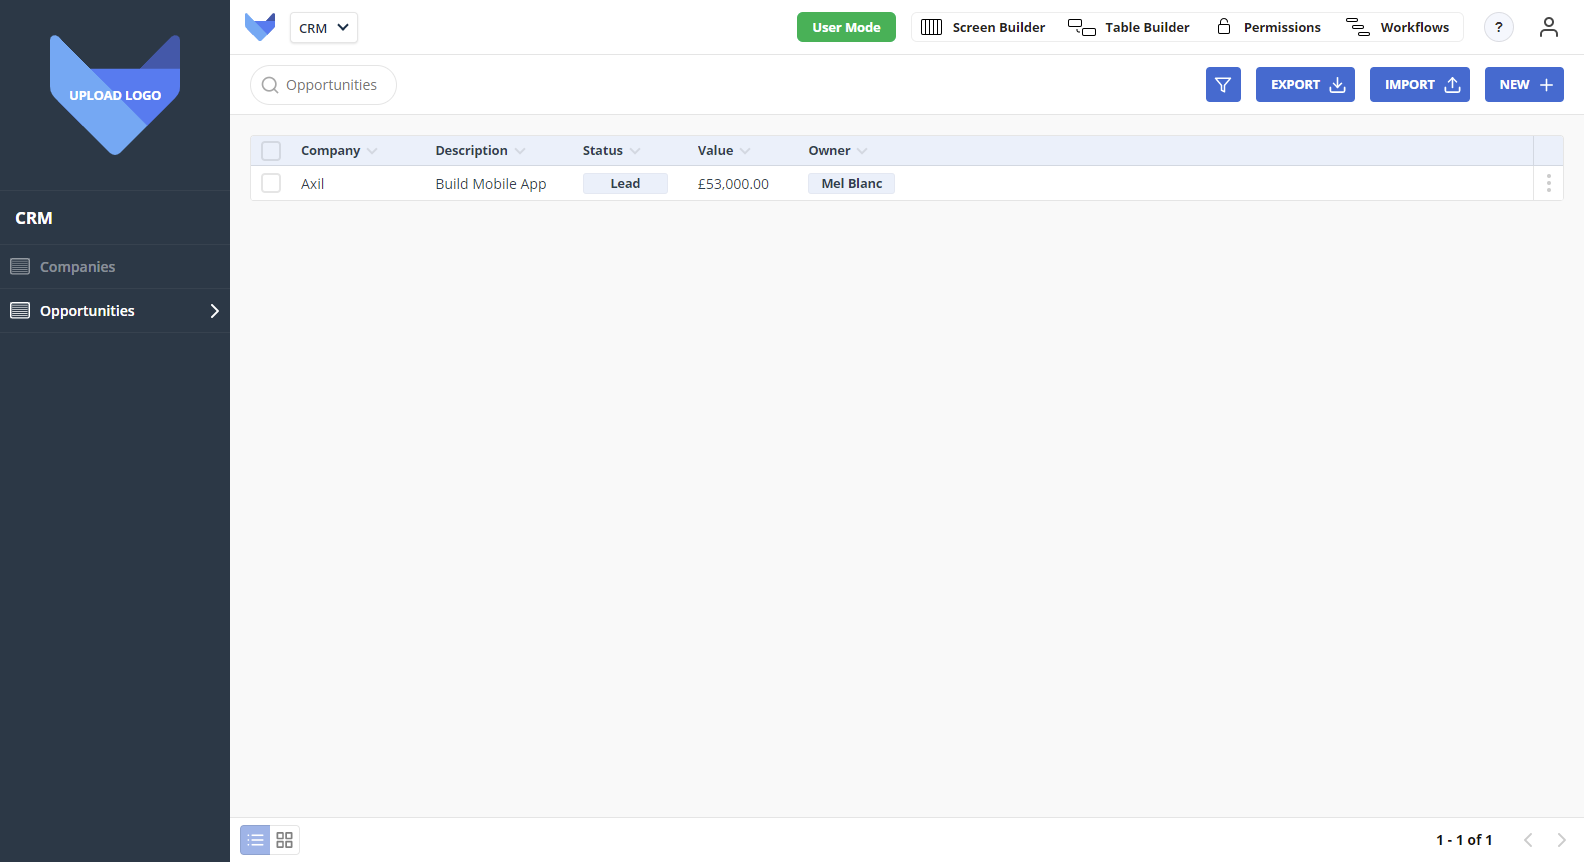 UPLOAD LOGO
CRM
Companies
Opportunities
CRM
User Mode
Screen Builder
Table Builder
Permissions
Workflows
?
Opportunities
EXPORT
IMPORT
NEW
Company Description Status Value Owner
Axil Build Mobile App Lead £53,000.00 Mel Blanc
1 - 1 of 1